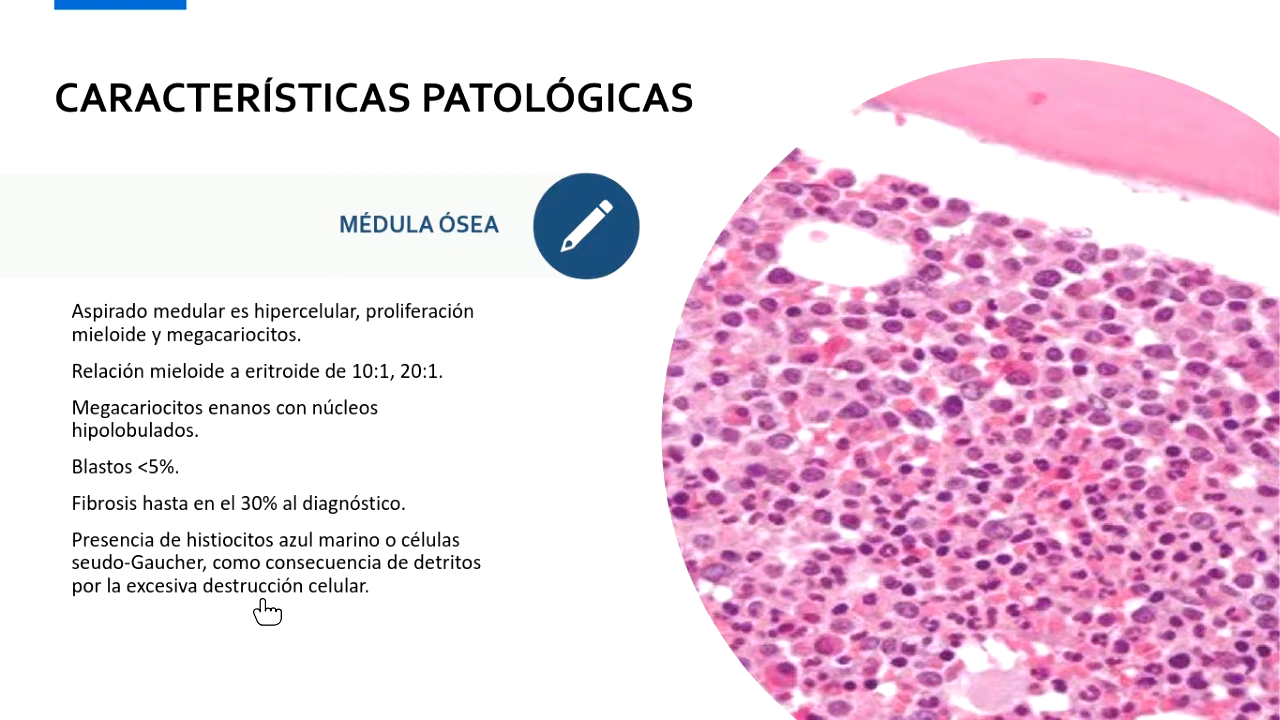 CARACTERÍSTICAS PATOLÓGICAS
MÉDULA ÓSEA
Aspirado medular es hipercelular, proliferación
mieloide y megacariocitos.
Relación mieloide a eritroide de 10:1, 20:1.
Megacariocitos enanos con núcleos
hipolobulados.
Blastos <5%.
Fibrosis hasta en el 30% al diagnóstico.
Presencia de histiocitos azul marino o células
seudo-Gaucher, como consecuencia de detritos
por la excesiva destrucción celular.